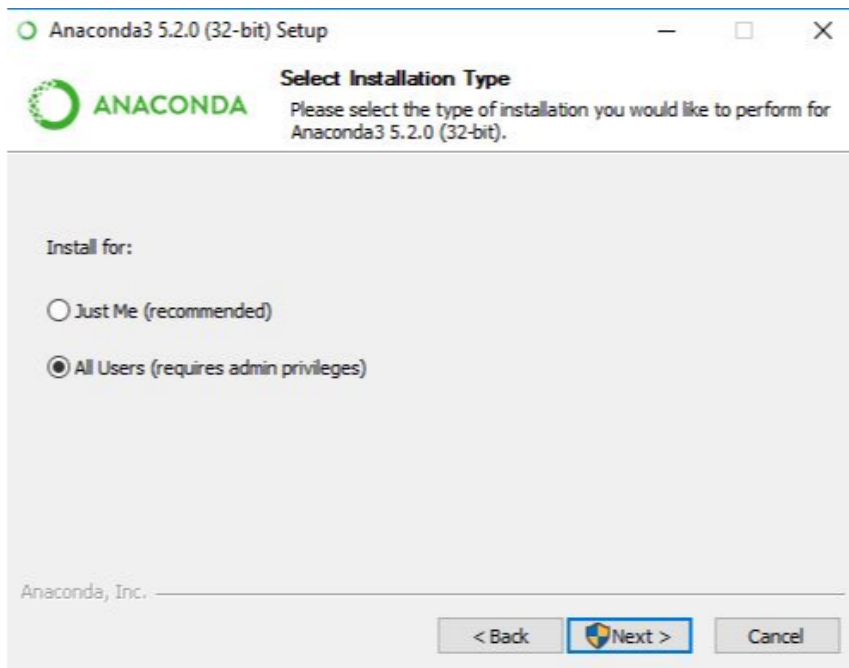 Anaconda3 5.2.0 (32-bit) Setup
ANACONDA
Select Installation Type
Please select the type of installation you would like to perform for
Anaconda3 5.2.0 (32-bit).
Install for:
Just Me (recommended)
All Users (requires admin privileges)
Anaconda, Inc.
< Back
Next >
Cancel